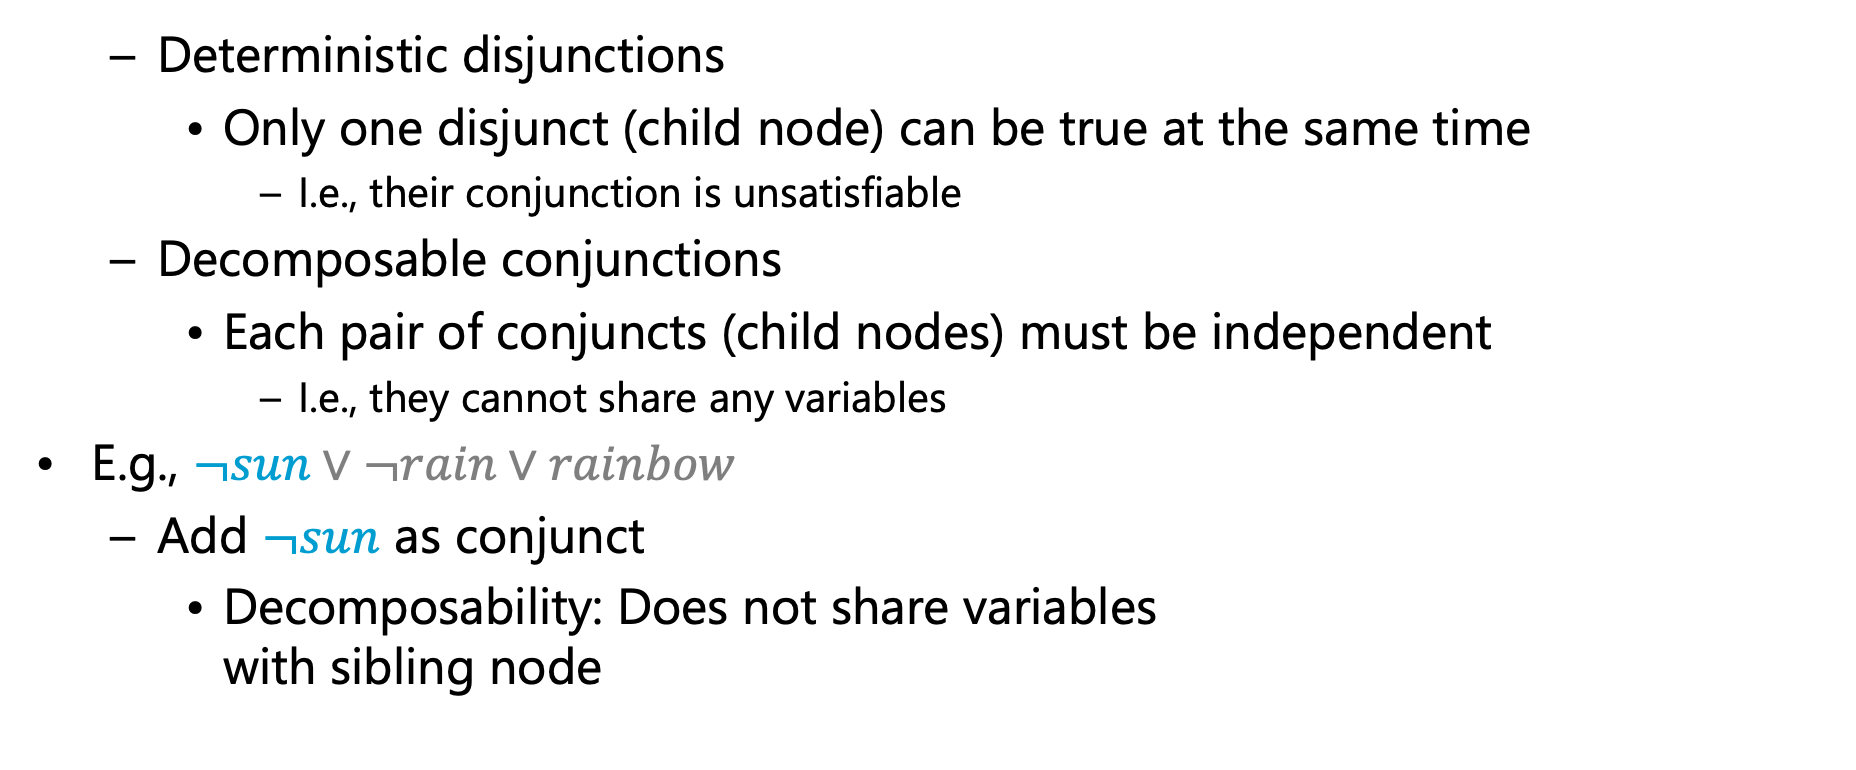 – Deterministic disjunctions
• Only one disjunct (child node) can be true at the same time
– I.e., their conjunction is unsatisfiable
– Decomposable conjunctions
• Each pair of conjuncts (child nodes) must be independent
– I.e., they cannot share any variables
• E.g., ¬sun ∨ ¬rain ∨ rainbow
– Add ¬sun as conjunct
• Decomposability: Does not share variables
with sibling node